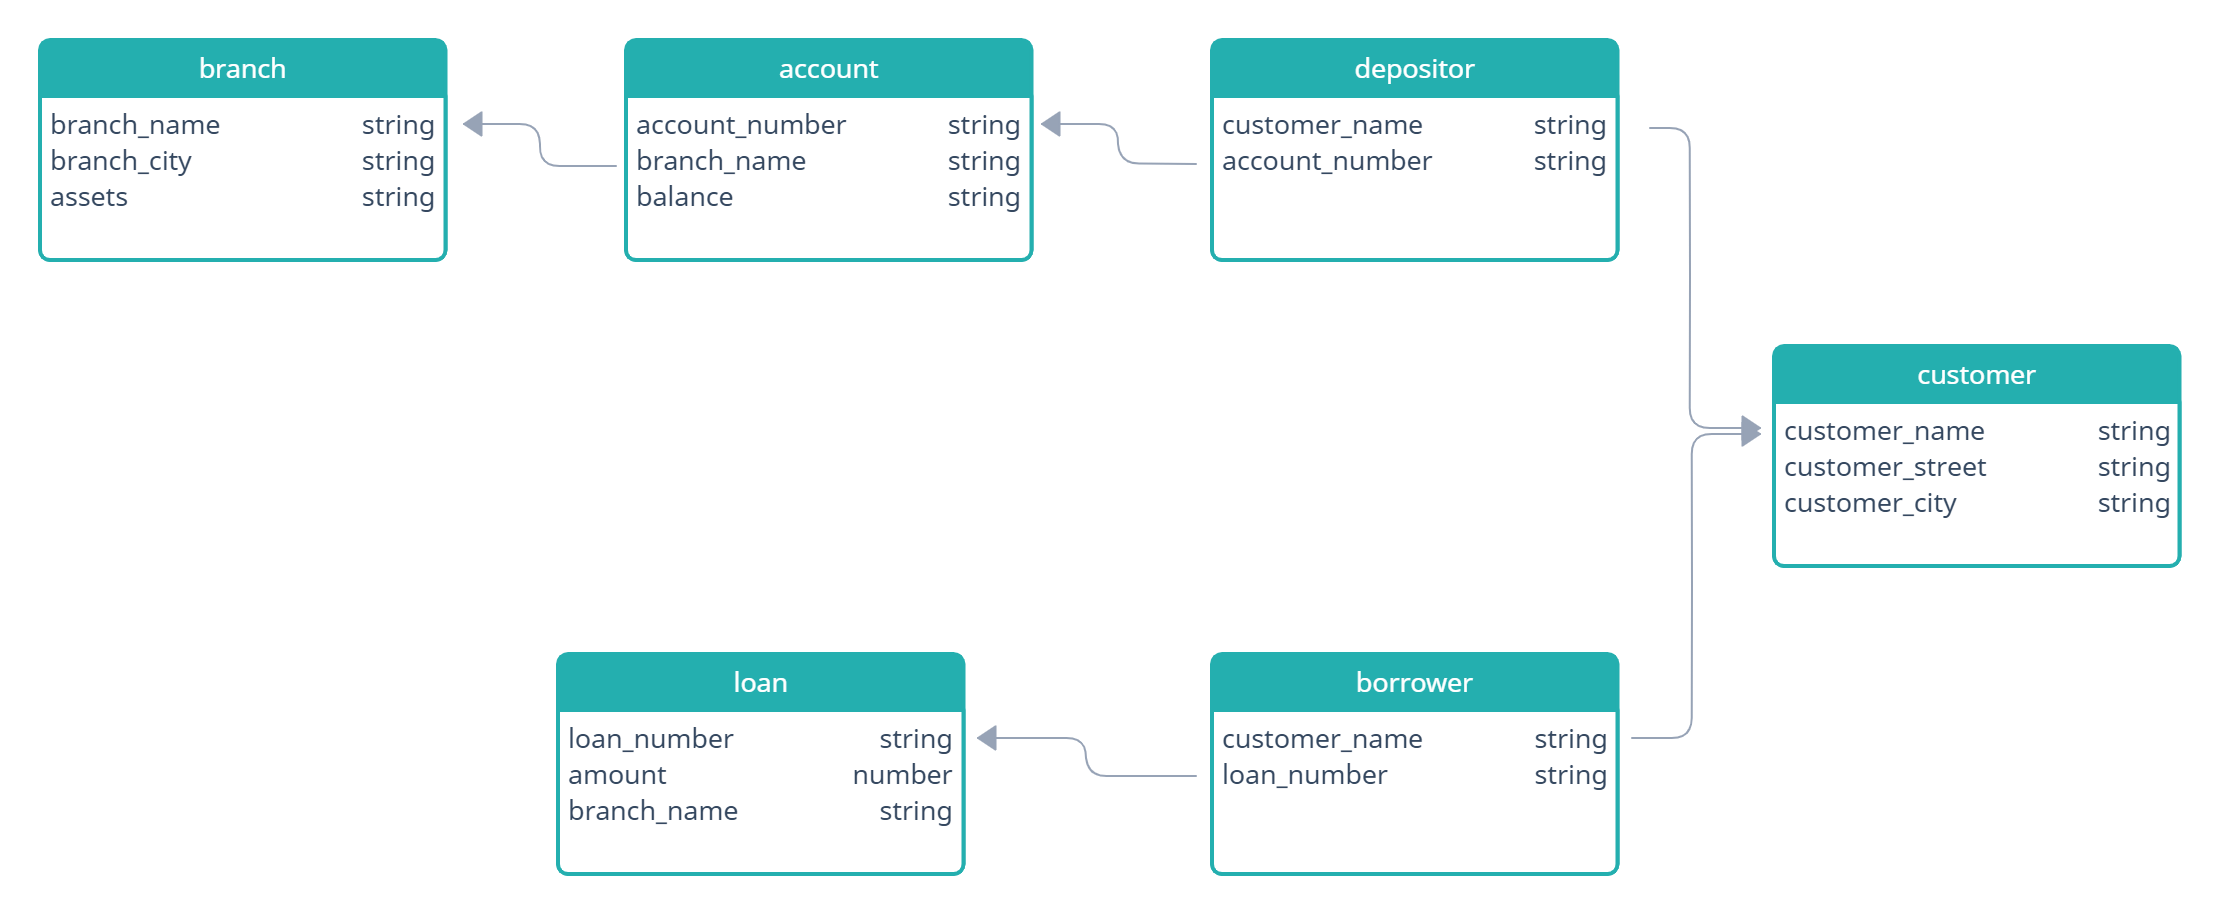 branch
branch_name string
branch_city string
assets string
account
account_number string
branch_name string
balance string
depositor
customer_name string
account_number string
customer
customer_name string
customer_street string
customer_city string
loan
loan_number string
amount number
branch_name string
borrower
customer_name string
loan_number string